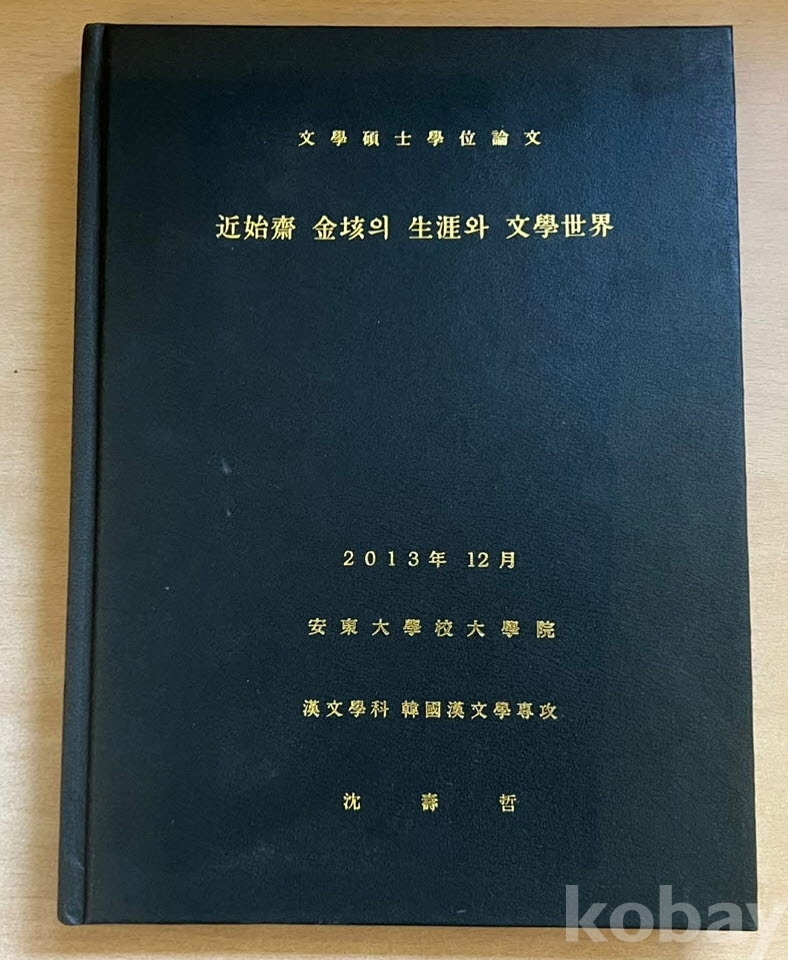 文學碩士學位論文
近始齋 金垓의 生涯와 文學世界
2013年 12月
安東大學校大學院
漢文學科 韓國漢文學專攻
沈壽哲
kobay